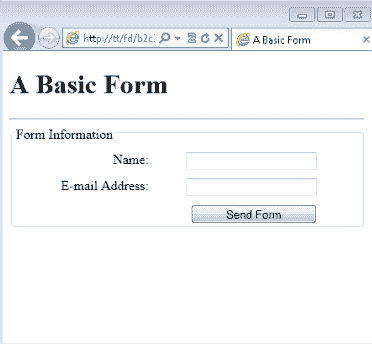 http://tt/fd/b2c.
A Basic Form
A Basic Form
Form Information
Name:
E-mail Address:
Send Form